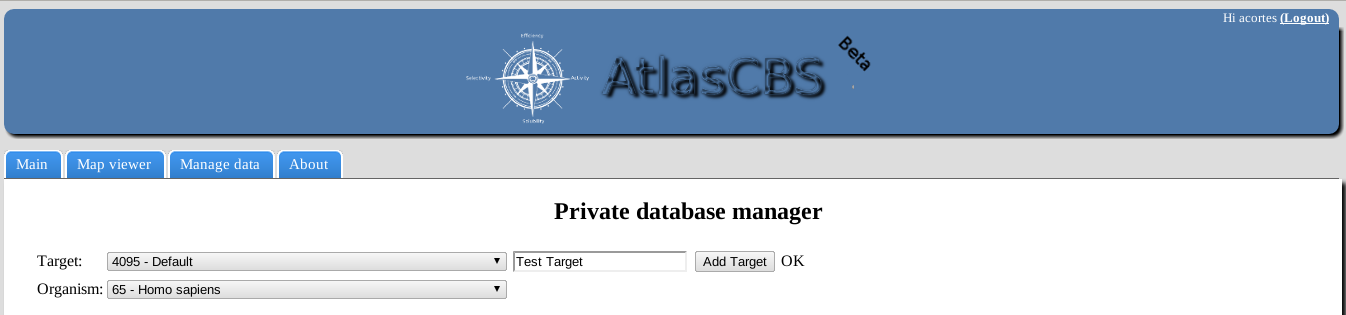 Hi acortes (Logout)
Efficiency
Selectivity
Activity
Solubility
AtlasCBS
Beta
Main
Map viewer
Manage data
About
Private database manager
Target: 4095 - Default Test Target Add Target OK
Organism: 65 - Homo sapiens